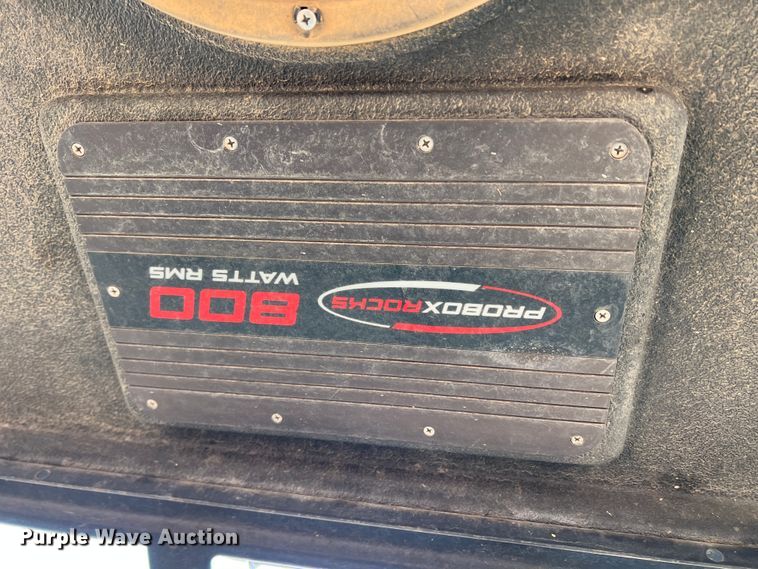 PROBOXROCKS
800
WATTS RMS
Purple Wave Auction